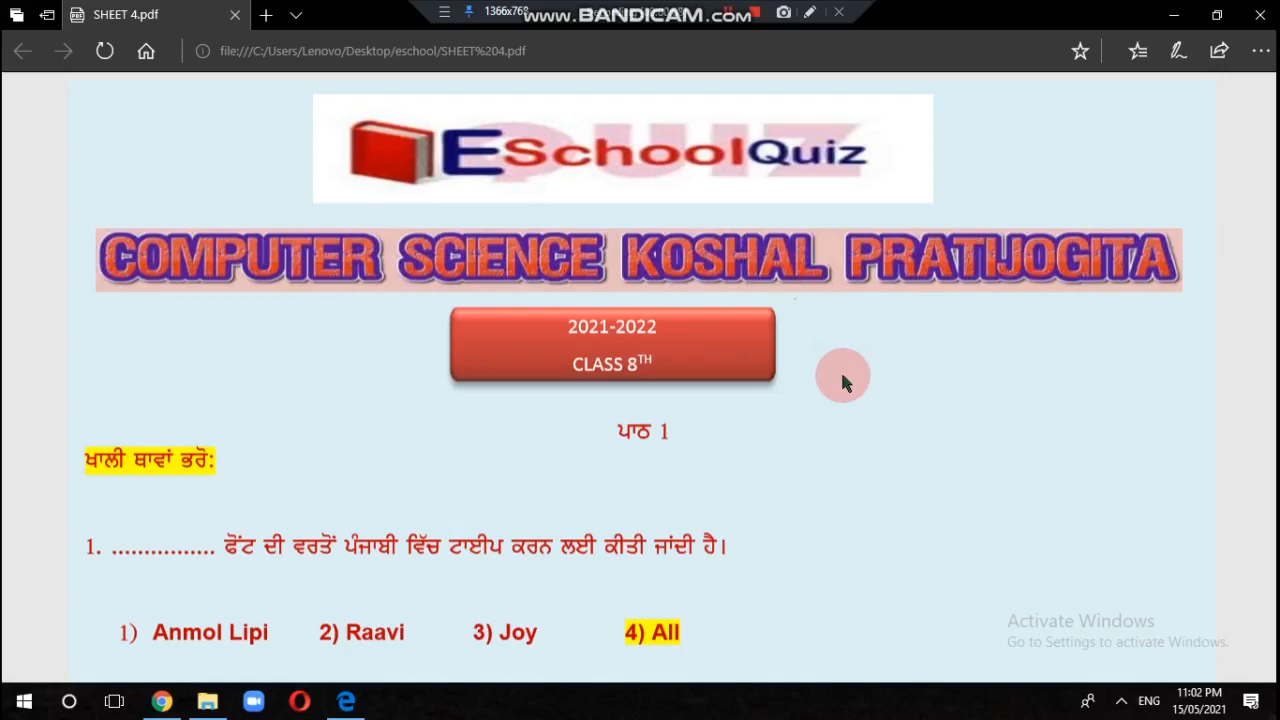 SHEET 4.pdf
1366x768
www.BANDICAM.com
file:///C:/Users/Lenovo/Desktop/eschool/SHEET%204.pdf
QUIZ
ESchoolQuiz
COMPUTER SCIENCE KOSHAL PRATIJOGITA
2021-2022
CLASS 8TH
ਪਾਠ 1
ਖਾਲੀ ਥਾਵਾਂ ਭਰੋ:
1. ................ ਫੋਂਟ ਦੀ ਵਰਤੋਂ ਪੰਜਾਬੀ ਵਿੱਚ ਟਾਈਪ ਕਰਨ ਲਈ ਕੀਤੀ ਜਾਂਦੀ ਹੈ।
1) Anmol Lipi 2) Raavi 3) Joy 4) All
Activate Windows
Go to Settings to activate Windows.
ENG
11:02 PM
15/05/2021